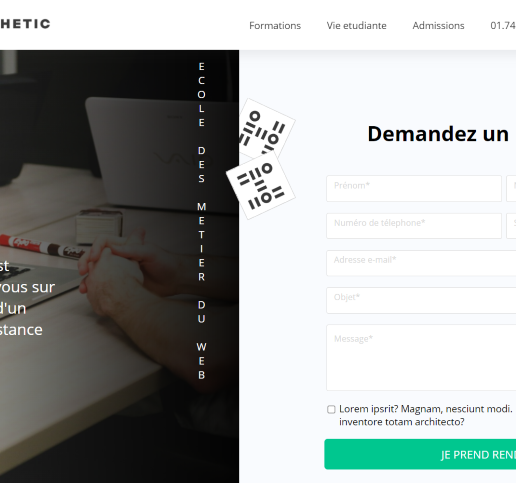 HETIC
Formations Vie etudiante Admissions 01.74
ECOLE DES METIER DU WEB
Demandez un
Prénom*
Numéro de télephone*
Adresse e-mail*
Objet*
Message*
st
vous sur
d'un
stance
Lorem ipsrit? Magnam, nesciunt modi.
inventore totam architecto?
JE PREND REN